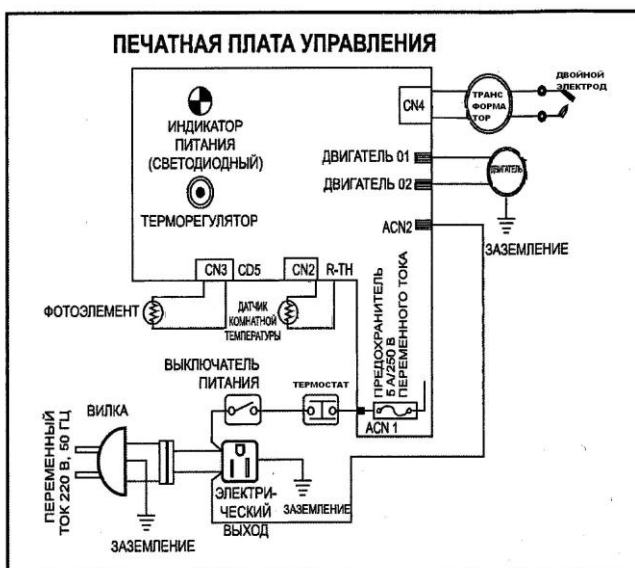 ПЕЧАТНАЯ ПЛАТА УПРАВЛЕНИЯ
ИНДИКАТОР
ПИТАНИЯ
(СВЕТОДИОДНЫЙ)
ТЕРМОРЕГУЛЯТОР
CN4
ТРАНС
ФОРМА
ТОР
ДВОЙНОЙ
ЭЛЕКТРОД
ДВИГАТЕЛЬ 01
ДВИГАТЕЛЬ 02
ДВИГАТЕЛЬ
ACN2
ЗАЗЕМЛЕНИЕ
CN3
CD5
CN2
R-TH
ФОТОЭЛЕМЕНТ
ДАТЧИК
КОМНАТНОЙ
ТЕМПЕРАТУРЫ
ПРЕДОХРАНИТЕЛЬ
5 А/250 В
ПЕРЕМЕННОГО ТОКА
ВЫКЛЮЧАТЕЛЬ
ПИТАНИЯ
ТЕРМОСТАТ
ACN 1
ВИЛКА
ПЕРЕМЕННЫЙ
ТОК 220 В, 50 ГЦ
ЗАЗЕМЛЕНИЕ
ЭЛЕКТРИ-
ЧЕСКИЙ
ВЫХОД
ЗАЗЕМЛЕНИЕ